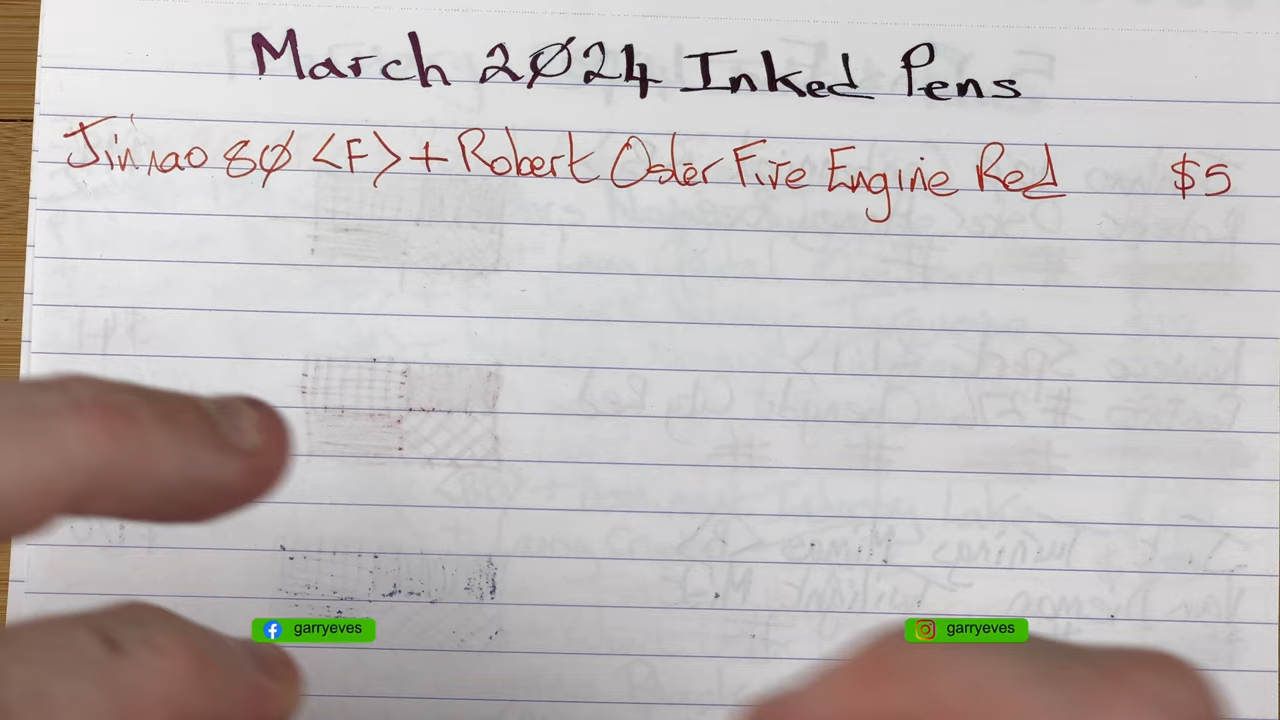 March 2024 Inked Pens
Jinhao 80 <F> + Robert Oster Fire Engine Red $5
garryeves
garryeves